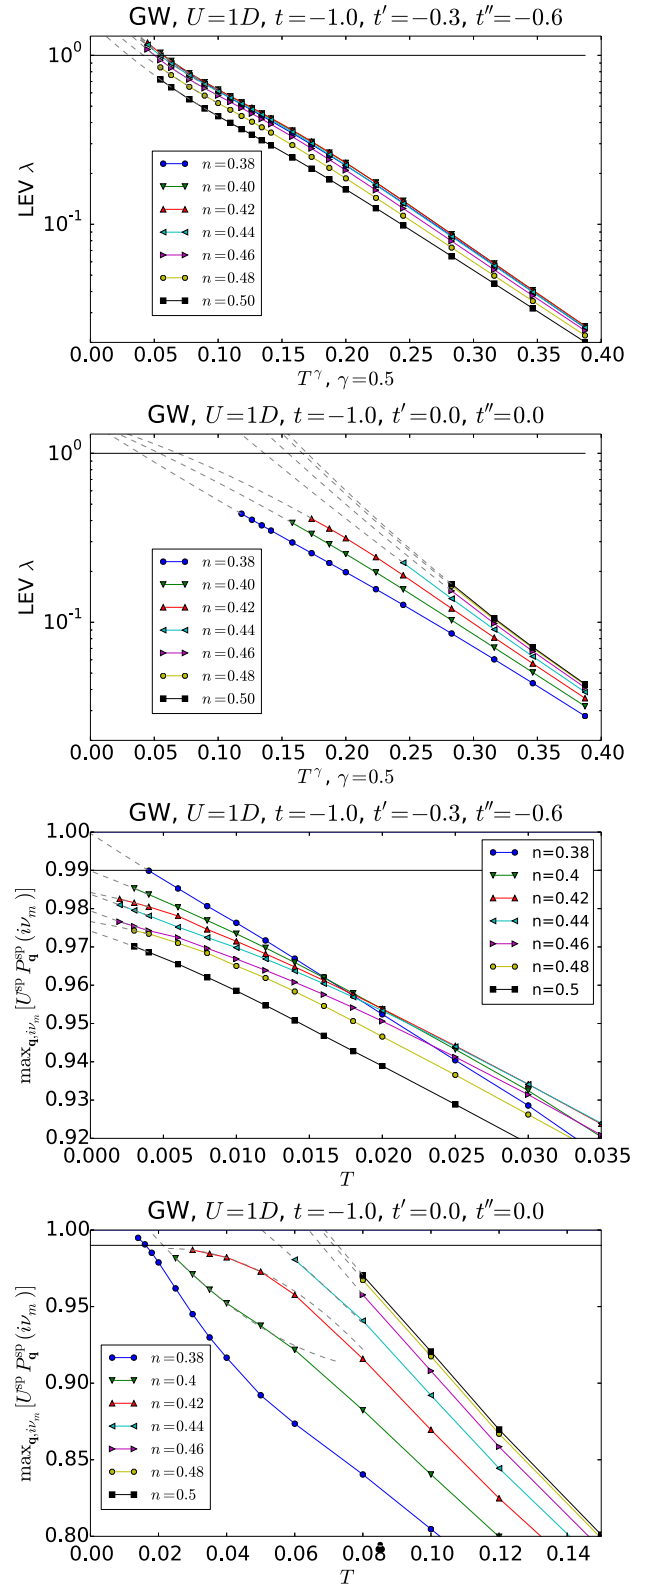 GW, U=1D, t=−1.0, t′=−0.3, t″=−0.6
10⁰
10⁻¹
LEV λ
n=0.38
n=0.40
n=0.42
n=0.44
n=0.46
n=0.48
n=0.50
0.00 0.05 0.10 0.15 0.20 0.25 0.30 0.35 0.40
T^γ, γ=0.5
GW, U=1D, t=−1.0, t′=0.0, t″=0.0
10⁰
10⁻¹
LEV λ
n=0.38
n=0.40
n=0.42
n=0.44
n=0.46
n=0.48
n=0.50
0.00 0.05 0.10 0.15 0.20 0.25 0.30 0.35 0.40
T^γ, γ=0.5
GW, U=1D, t=−1.0, t′=−0.3, t″=−0.6
1.00
0.99
0.98
0.97
0.96
0.95
0.94
0.93
0.92
max_{q,iν_m}[U^{sp} P_q^{sp}(iν_m)]
n=0.38
n=0.4
n=0.42
n=0.44
n=0.46
n=0.48
n=0.5
0.000 0.005 0.010 0.015 0.020 0.025 0.030 0.035
T
GW, U=1D, t=−1.0, t′=0.0, t″=0.0
1.00
0.95
0.90
0.85
0.80
max_{q,iν_m}[U^{sp} P_q^{sp}(iν_m)]
n=0.38
n=0.4
n=0.42
n=0.44
n=0.46
n=0.48
n=0.5
0.00 0.02 0.04 0.06 0.08 0.10 0.12 0.14
T